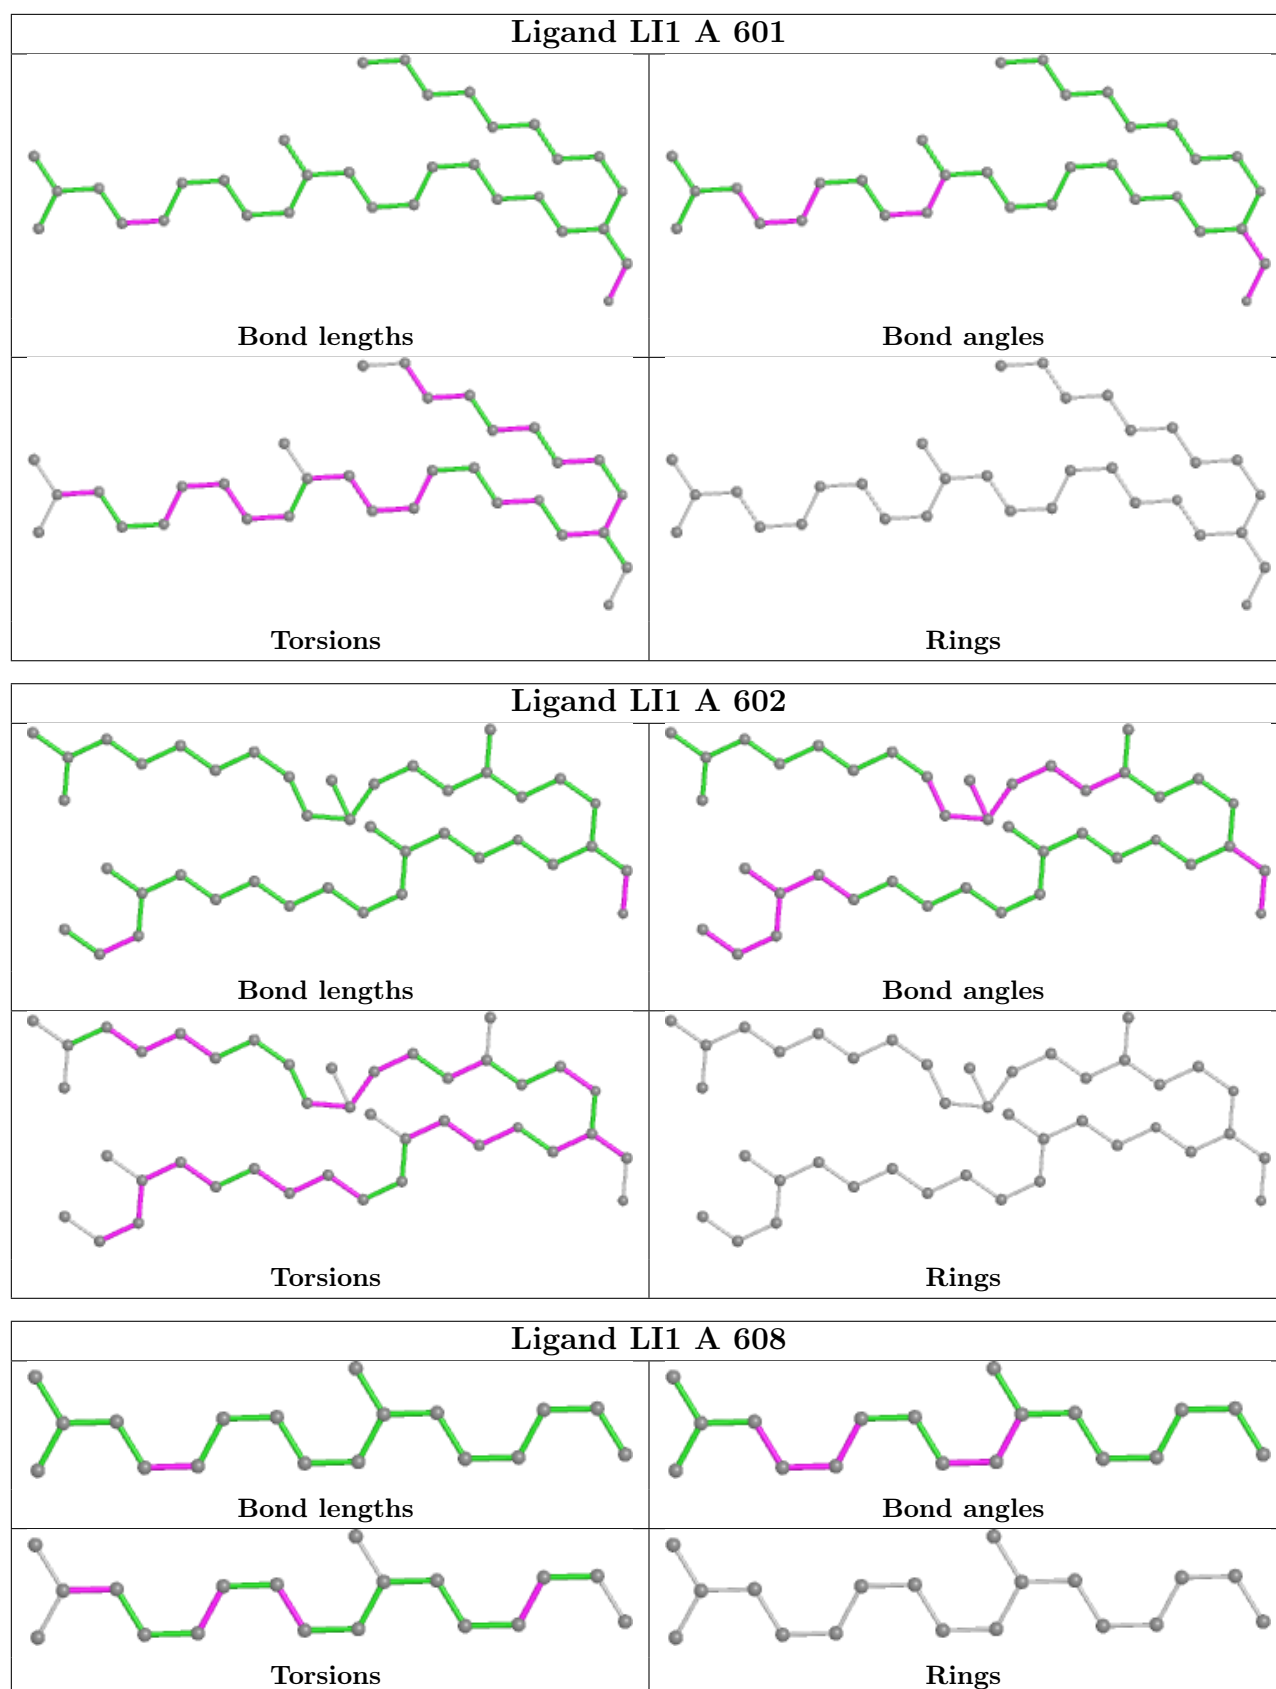 Ligand LI1 A 601
Bond lengths
Bond angles
Torsions
Rings
Ligand LI1 A 602
Bond lengths
Bond angles
Torsions
Rings
Ligand LI1 A 608
Bond lengths
Bond angles
Torsions
Rings